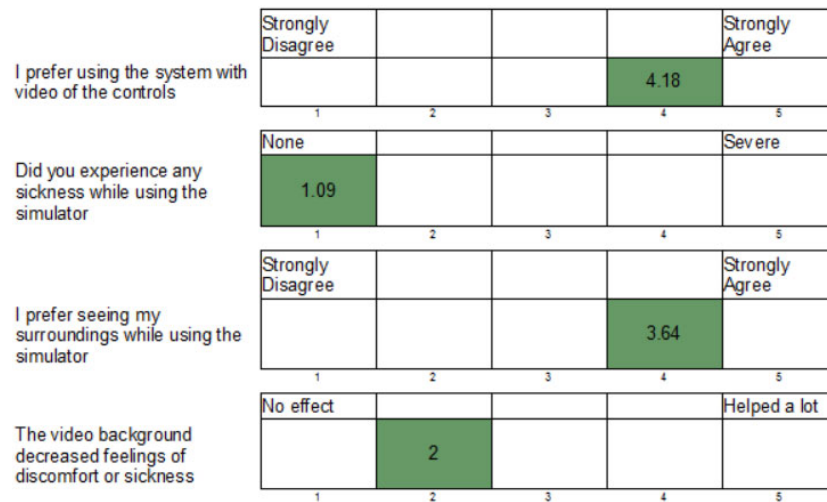 Strongly Disagree
Strongly Agree
I prefer using the system with
video of the controls
4.18
1 2 3 4 5
None
Severe
Did you experience any
sickness while using the
simulator
1.09
1 2 3 4 5
Strongly Disagree
Strongly Agree
I prefer seeing my
surroundings while using the
simulator
3.64
1 2 3 4 5
No effect
Helped a lot
The video background
decreased feelings of
discomfort or sickness
2
1 2 3 4 5